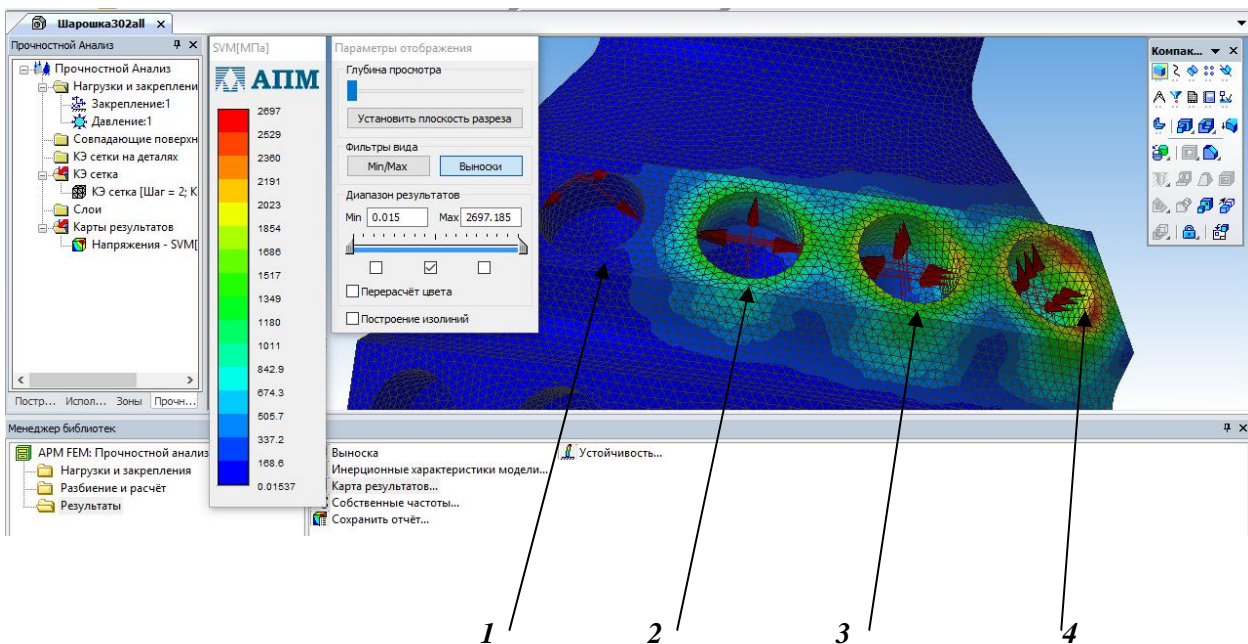 Шарошка302all
Прочностной Анализ
Прочностной Анализ
Нагрузки и закреплени
Закрепление:1
Давление:1
Совпадающие поверхн
КЭ сетки на деталях
КЭ сетка
КЭ сетка [Шаг = 2; К
Слои
Карты результатов
Напряжения - SVM[
Постр... Испол... Зоны Прочн...
SVM[МПа]
АПМ
2697
2529
2360
2191
2023
1854
1686
1517
1349
1180
1011
842.9
674.3
505.7
337.2
168.6
0.01537
Параметры отображения
Глубина просмотра
Установить плоскость разреза
Фильтры вида
Min/Max Выноски
Диапазон результатов
Min 0.015 Max 2697.185
Перерасчёт цвета
Построение изолиний
Компак...
Менеджер библиотек
APM FEM: Прочностной анализ
Нагрузки и закрепления
Разбиение и расчёт
Результаты
Выноска
Инерционные характеристики модели...
Карта результатов...
Собственные частоты...
Сохранить отчёт...
Устойчивость...
1 2 3 4